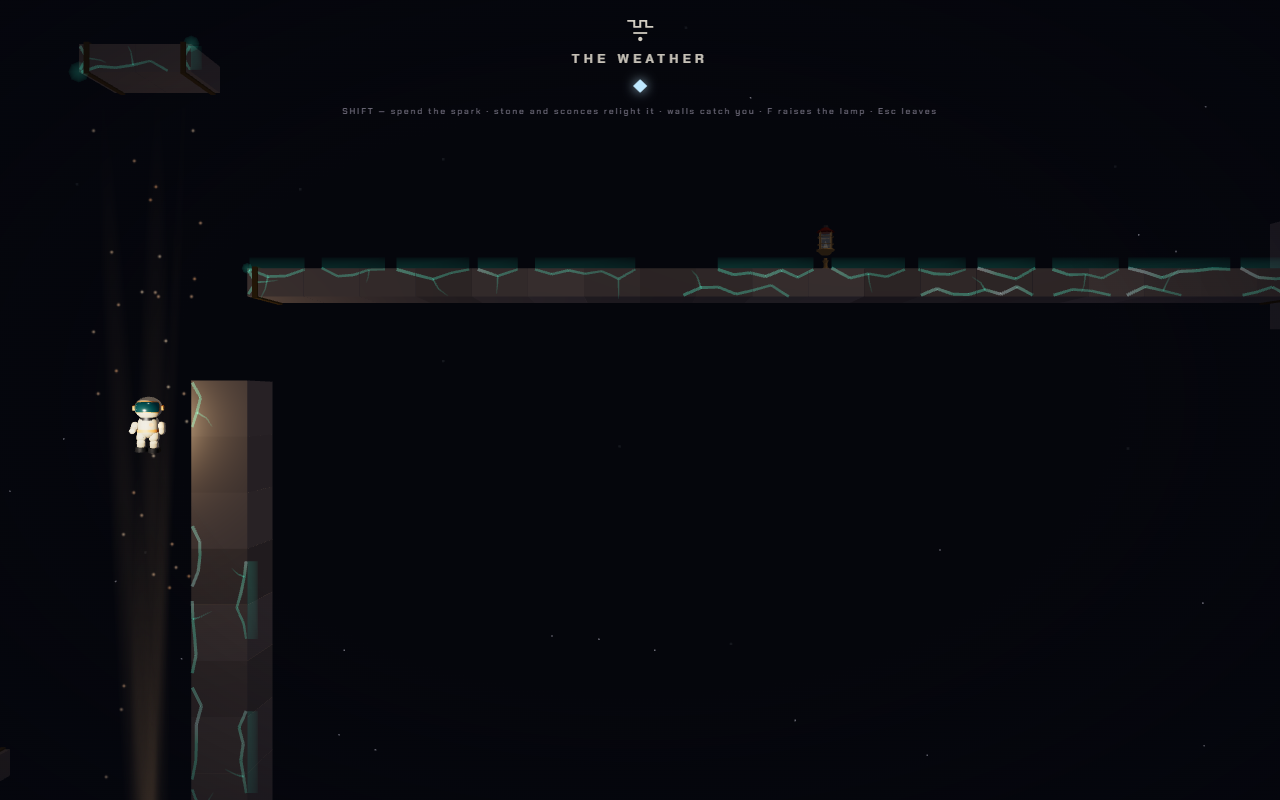 THE WEATHER
SHIFT — spend the spark · stone and sconces relight it · walls catch you · F raises the lamp · Esc leaves